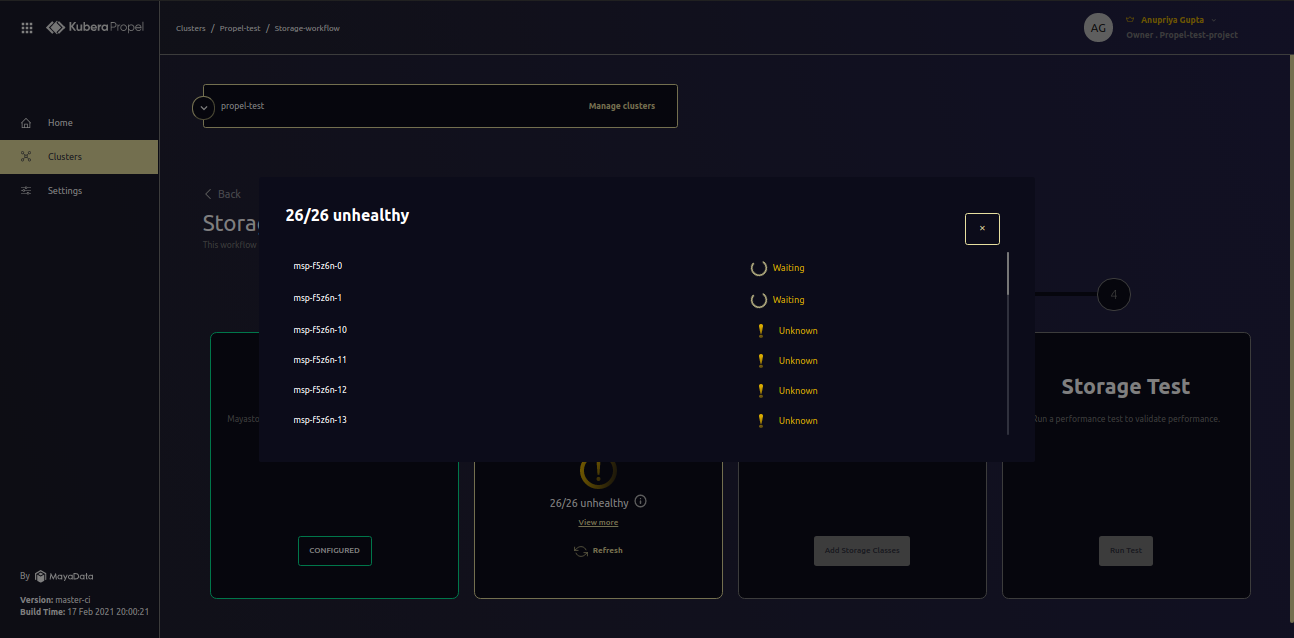 Kubera Propel
Clusters / Propel-test / Storage-workflow
AG
Anupriya Gupta
Owner . Propel-test-project
Home
Clusters
Settings
propel-test
Manage clusters
Back
Stora
This workflow
26/26 unhealthy
×
msp-f5z6n-0 Waiting
msp-f5z6n-1 Waiting
msp-f5z6n-10 Unknown
msp-f5z6n-11 Unknown
msp-f5z6n-12 Unknown
msp-f5z6n-13 Unknown
4
Mayasto
CONFIGURED
26/26 unhealthy
View more
Refresh
Add Storage Classes
Storage Test
Run a performance test to validate performance.
Run Test
By MayaData
Version: master-ci
Build Time: 17 Feb 2021 20:00:21